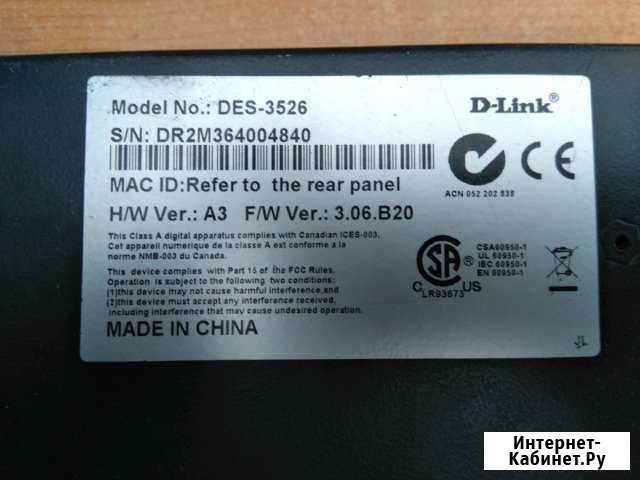 Model No.: DES-3526
D-Link®
S/N: DR2M364004840
MAC ID:Refer to the rear panel
ACN 052 202 838
H/W Ver.: A3 F/W Ver.: 3.06.B20
This Class A digital apparatus complies with Canadian ICES-003.
Cet appareil numerique de la classe A est conforme a la
norme NMB-003 du Canada.
This device complies with Part 15 of the FCC Rules.
Operation is subject to the following two conditions:
(1)this device may not cause harmful interference,and
(2)this device must accept any interference received,
including interference that may cause undesired operation.
MADE IN CHINA
CSA60950-1
UL 60950-1
IEC 60950-1
EN 60950-1
C US
LR93673
JL
Интернет-
Кабинет.Ру